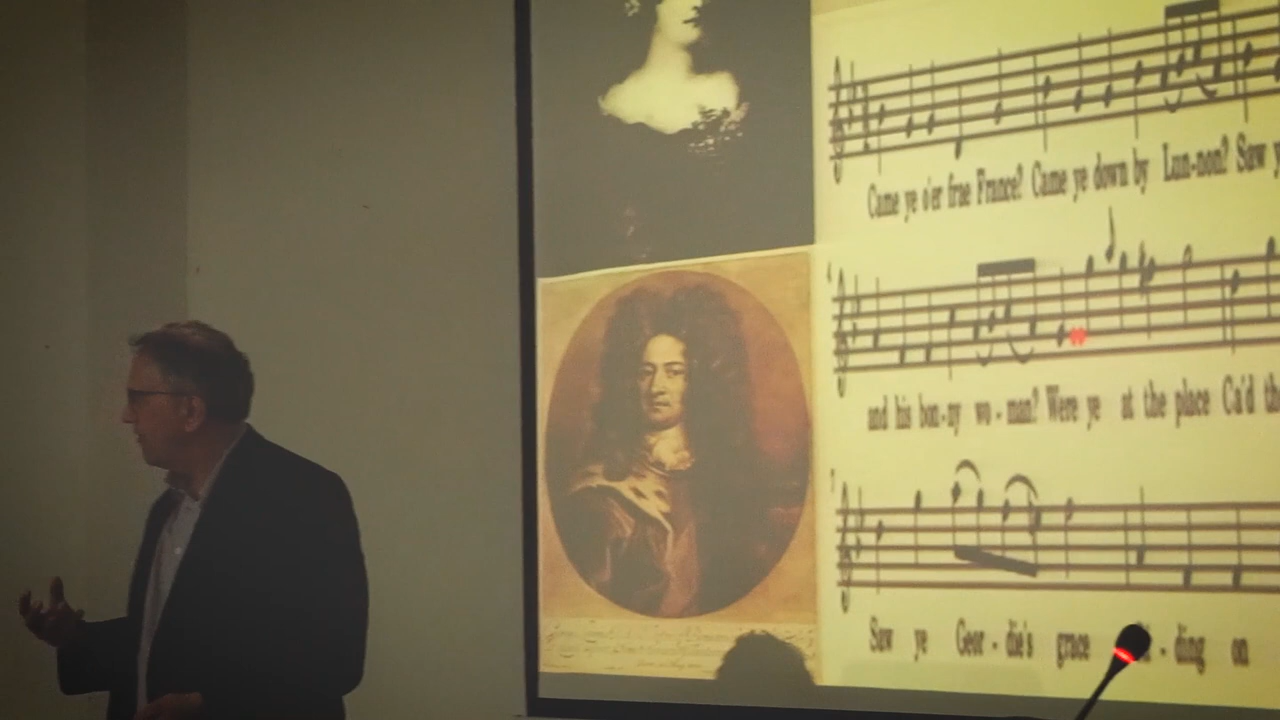 Came ye o'er frae France? Came ye down by Lun-non? Saw
and his bon-ny wo-man? Were ye at the place Ca'd
Saw ye Geor-die's grace ding on